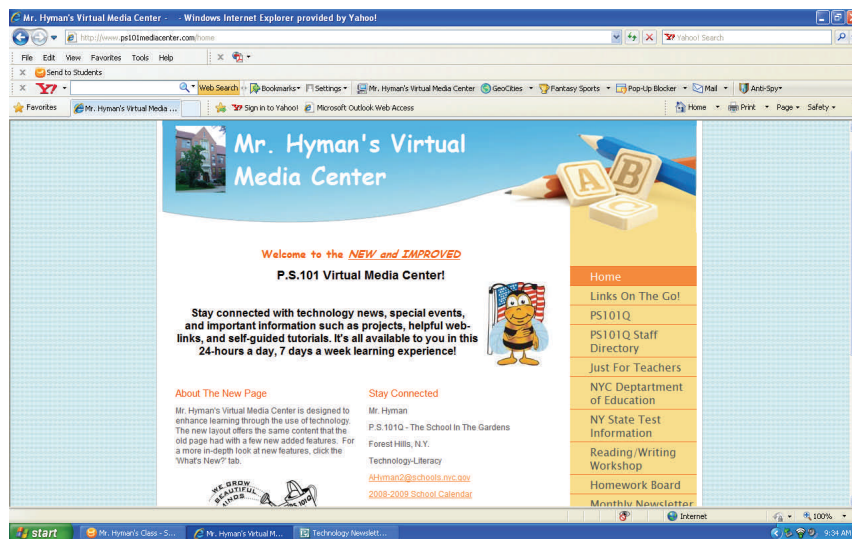 Mr. Hyman's Virtual Media Center - - Windows Internet Explorer provided by Yahoo!
http://www.ps101mediacenter.com/home
Yahoo! Search
File Edit View Favorites Tools Help
Send to Students
Web Search Bookmarks Settings Mr. Hyman's Virtual Media Center GeoCities Fantasy Sports Pop-Up Blocker Mail Anti-Spy
Favorites Mr. Hyman's Virtual Media ... Sign in to Yahoo! Microsoft Outlook Web Access Home Print Page Safety
Mr. Hyman's Virtual
Media Center
A B C
Welcome to the NEW and IMPROVED
P.S.101 Virtual Media Center!
Stay connected with technology news, special events,
and important information such as projects, helpful web-
links, and self-guided tutorials. It's all available to you in this
24-hours a day, 7 days a week learning experience!
About The New Page
Mr. Hyman's Virtual Media Center is designed to
enhance learning through the use of technology.
The new layout offers the same content that the
old page had with a few new added features. For
a more in-depth look at new features, click the
'What's New?' tab.
WE GROW
BEAUTIFUL
MINDS
Stay Connected
Mr. Hyman
P.S.101Q - The School In The Gardens
Forest Hills, N.Y.
Technology-Literacy
AHyman2@schools.nyc.gov
2008-2009 School Calendar
Home
Links On The Go!
PS101Q
PS101Q Staff
Directory
Just For Teachers
NYC Deptartment
of Education
NY State Test
Information
Reading/Writing
Workshop
Homework Board
Monthly Newsletter
Internet 100%
start Mr. Hyman's Class - S... Mr. Hyman's Virtual M... Technology Newslett... 9:34 AM